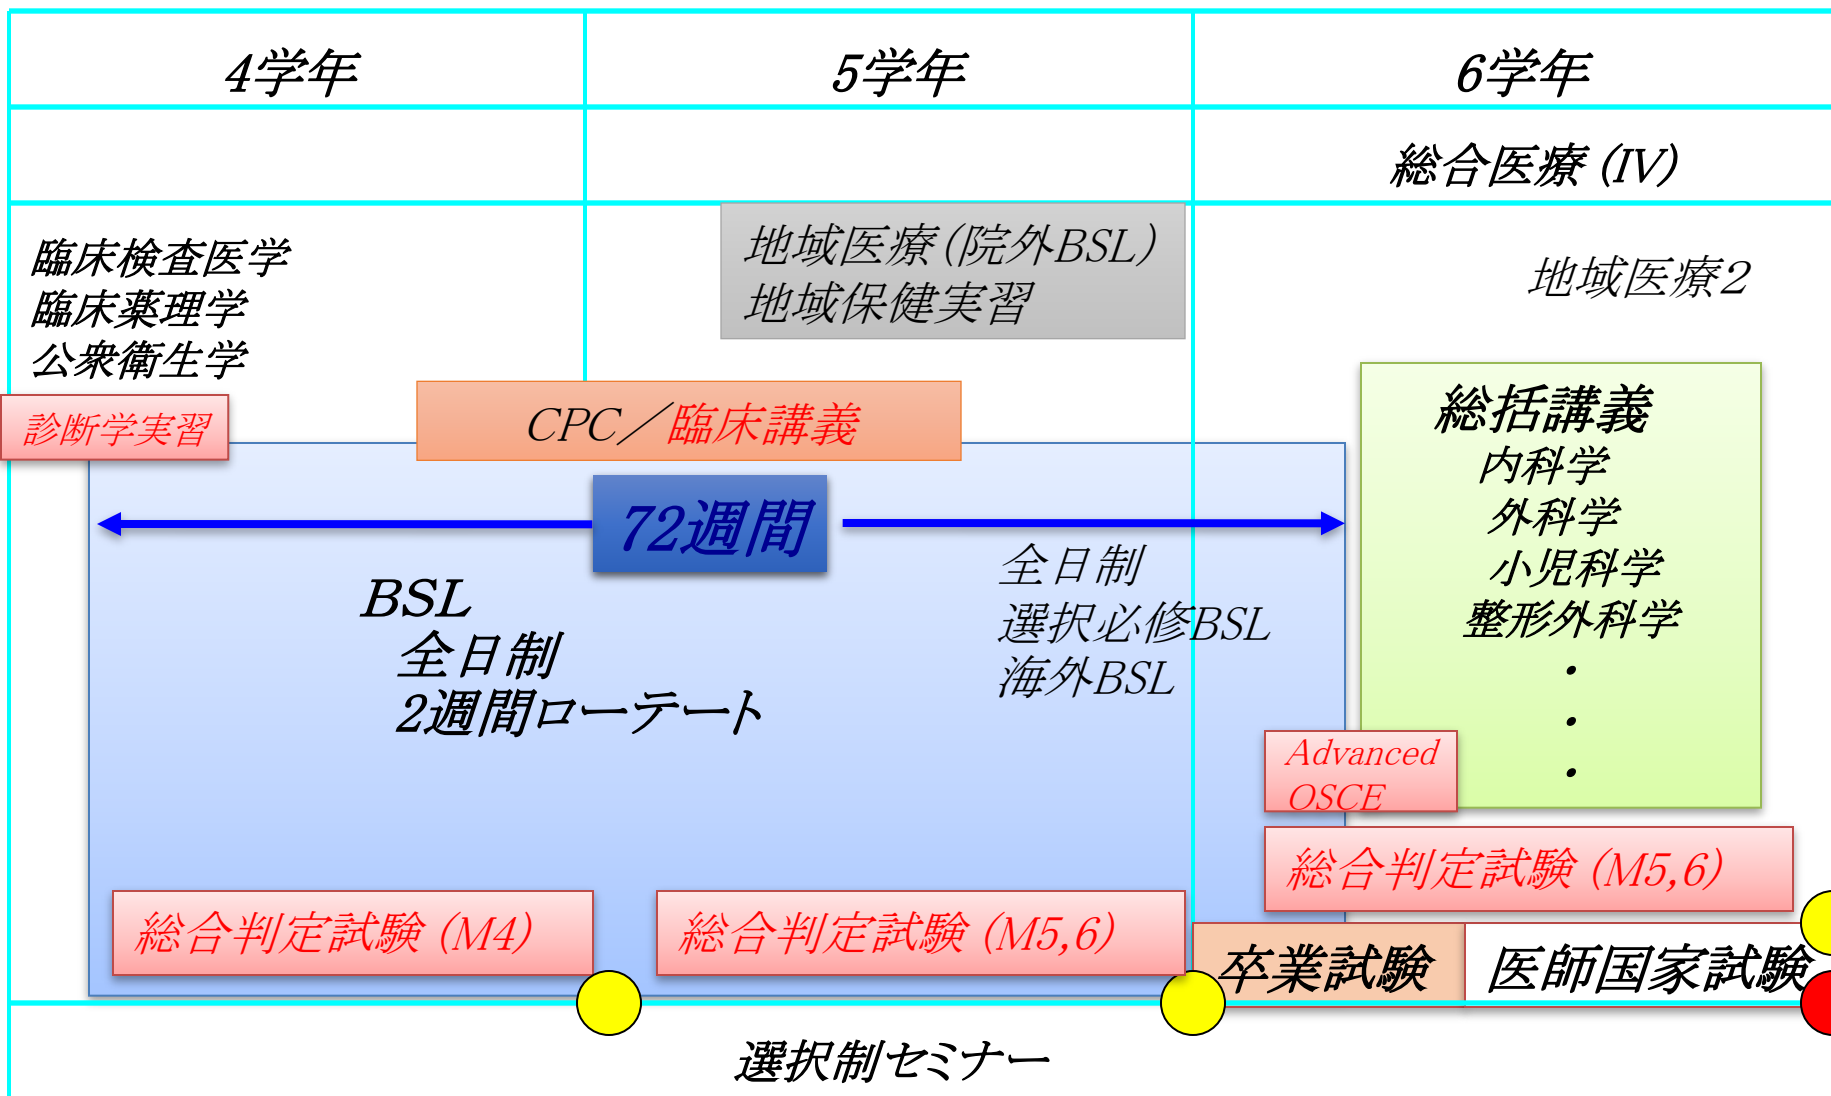 4学年
5学年
6学年
総合医療(IV)
臨床検査医学
臨床薬理学
公衆衛生学
地域医療(院外BSL)
地域保健実習
地域医療2
診断学実習
CPC／臨床講義
72週間
BSL
全日制
2週間ローテート
全日制
選択必修BSL
海外BSL
総括講義
内科学
外科学
小児科学
整形外科学
・
・
・
Advanced
OSCE
総合判定試験(M5,6)
総合判定試験(M4)
総合判定試験(M5,6)
卒業試験
医師国家試験
選択制セミナー